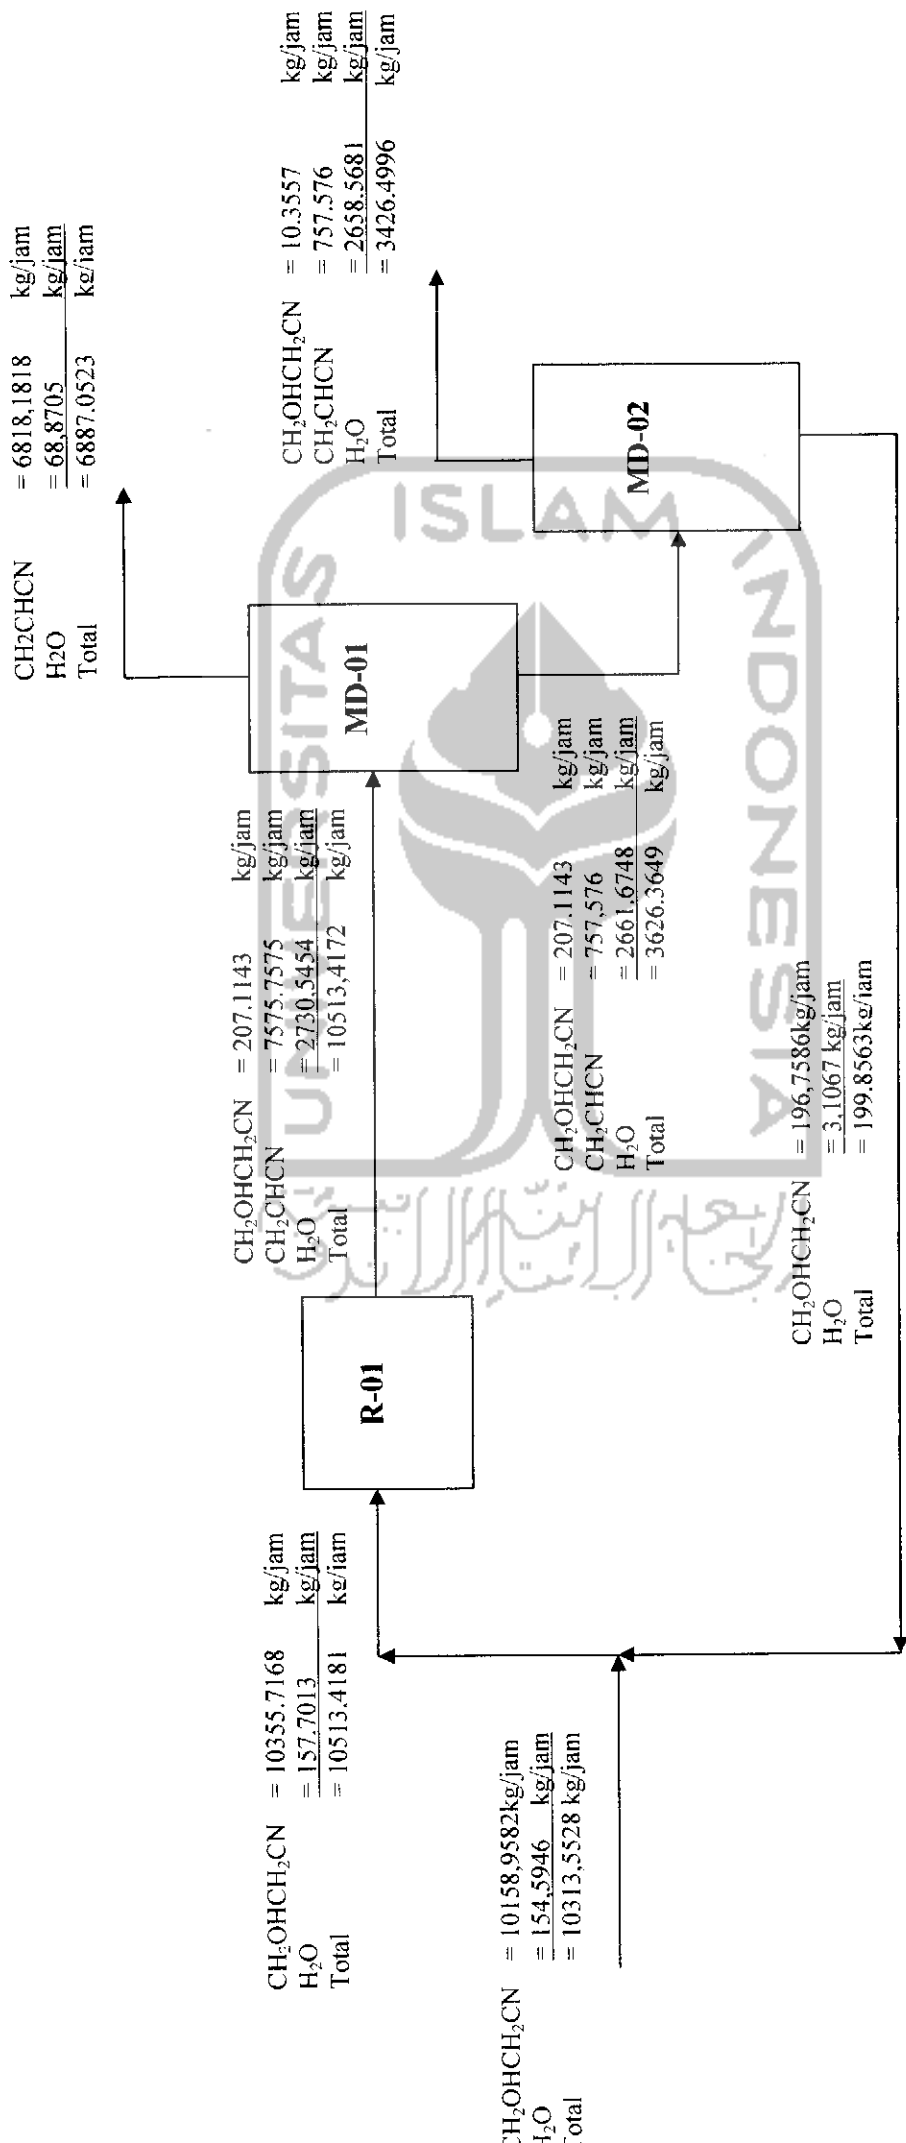 CH2OHCH2CN = 10158,9582kg/jam
H2O = 154,5946 kg/jam
Total = 10313,5528 kg/jam
CH2OHCH2CN = 10355.7168 kg/jam
H2O = 157.7013 kg/jam
Total = 10513.4181 kg/jam
R-01
CH2OHCH2CN = 207.1143 kg/jam
CH2CHCN = 7575.7575 kg/jam
H2O = 2730,5454 kg/jam
Total = 10513,4172 kg/jam
MD-01
CH2CHCN = 6818,1818 kg/jam
H2O = 68,8705 kg/jam
Total = 6887.0523 kg/jam
CH2OHCH2CN = 207.1143 kg/jam
CH2CHCN = 757,576 kg/jam
H2O = 2661,6748 kg/jam
Total = 3626.3649 kg/jam
MD-02
CH2OHCH2CN = 10.3557 kg/jam
CH2CHCN = 757.576 kg/jam
H2O = 2658.5681 kg/jam
Total = 3426.4996 kg/jam
CH2OHCH2CN = 196,7586kg/jam
H2O = 3,1067 kg/jam
Total = 199.8563kg/jam
UNIVERSITAS
ISLAM
INDONESIA